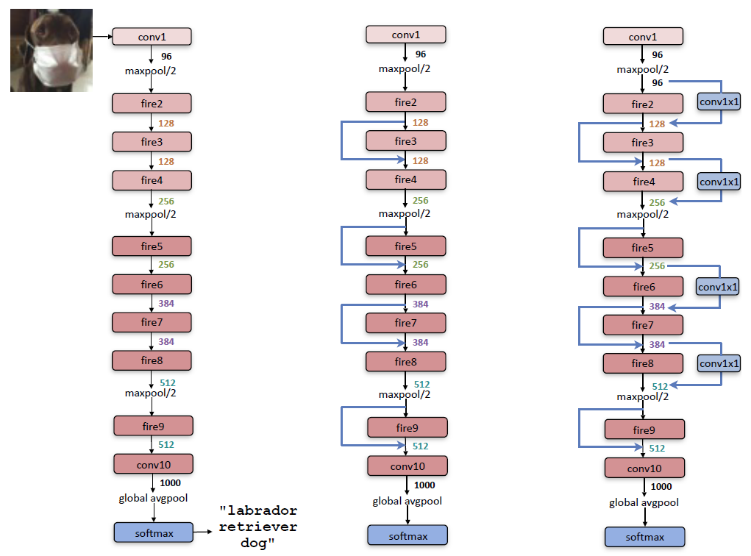 conv1
96
maxpool/2
fire2
128
fire3
128
fire4
256
maxpool/2
fire5
256
fire6
384
fire7
384
fire8
512
maxpool/2
fire9
512
conv10
1000
global avgpool
softmax
"labrador
retriever
dog"
conv1
96
maxpool/2
fire2
128
fire3
128
fire4
256
maxpool/2
fire5
256
fire6
384
fire7
384
fire8
512
maxpool/2
fire9
512
conv10
1000
global avgpool
softmax
conv1
96
maxpool/2
96
conv1x1
fire2
128
fire3
128
fire4
conv1x1
256
maxpool/2
fire5
256
fire6
conv1x1
384
fire7
384
fire8
conv1x1
512
maxpool/2
fire9
512
conv10
1000
global avgpool
softmax